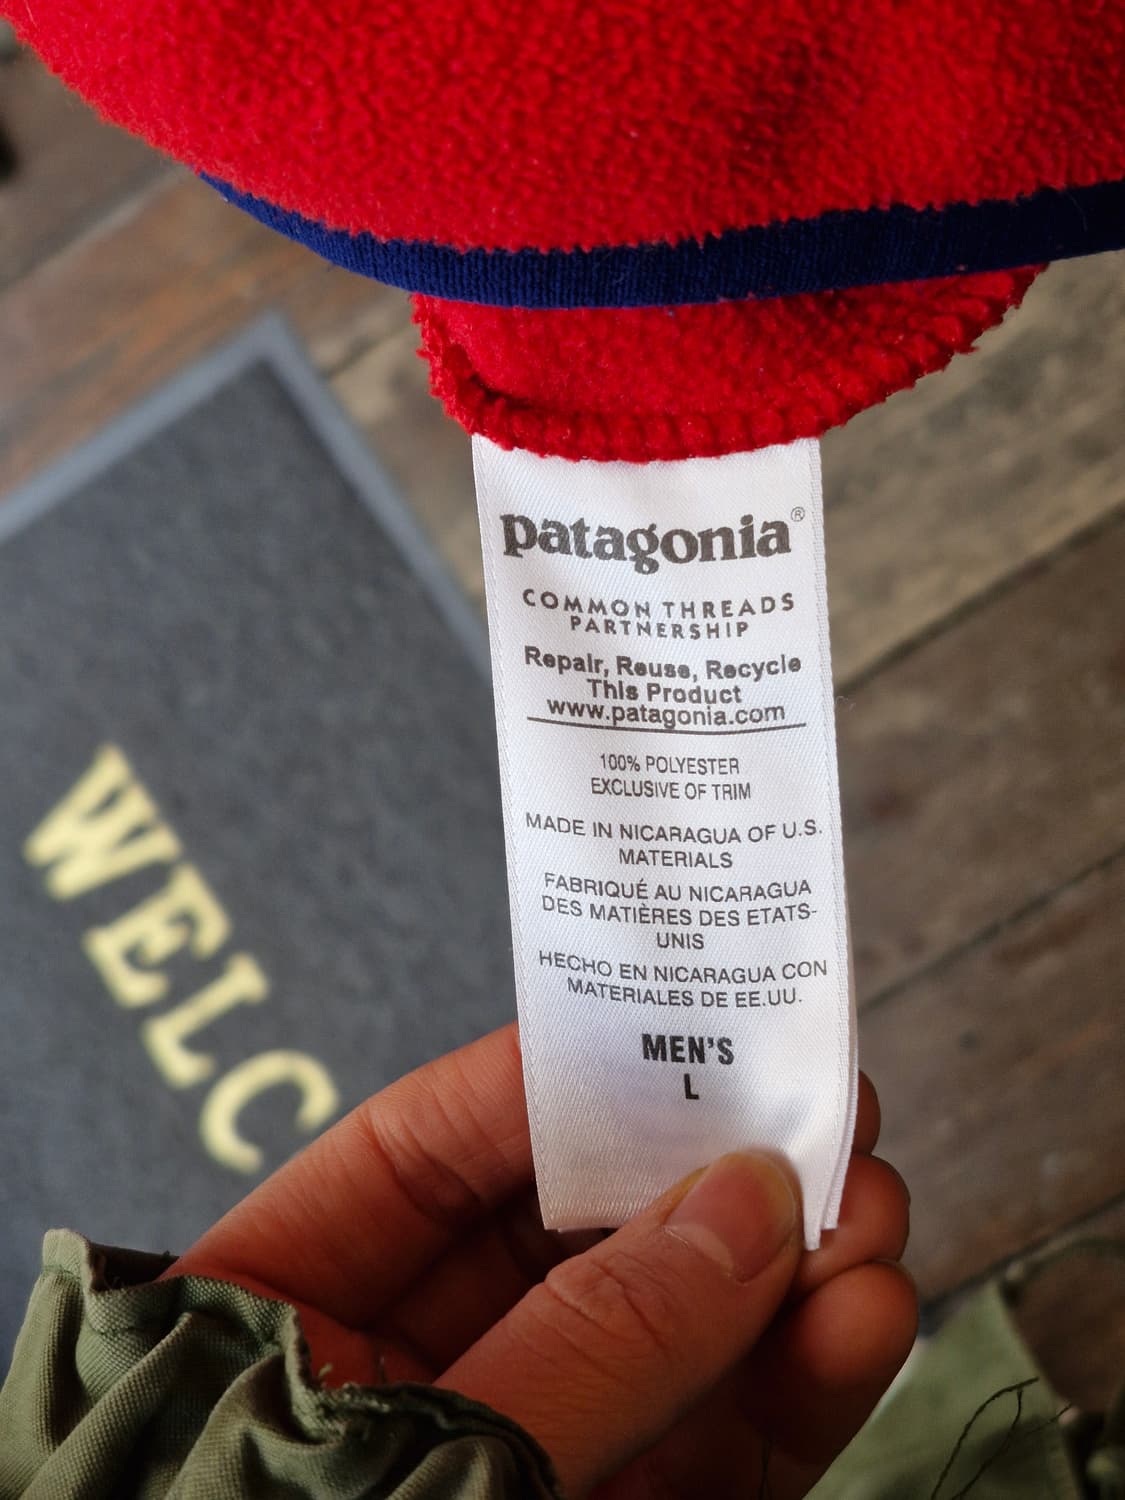 patagonia®
COMMON THREADS
PARTNERSHIP
Repair, Reuse, Recycle
This Product
www.patagonia.com
100% POLYESTER
EXCLUSIVE OF TRIM
MADE IN NICARAGUA OF U.S.
MATERIALS
FABRIQUÉ AU NICARAGUA
DES MATIÈRES DES ETATS-
UNIS
HECHO EN NICARAGUA CON
MATERIALES DE EE.UU.
MEN'S
L
WELC